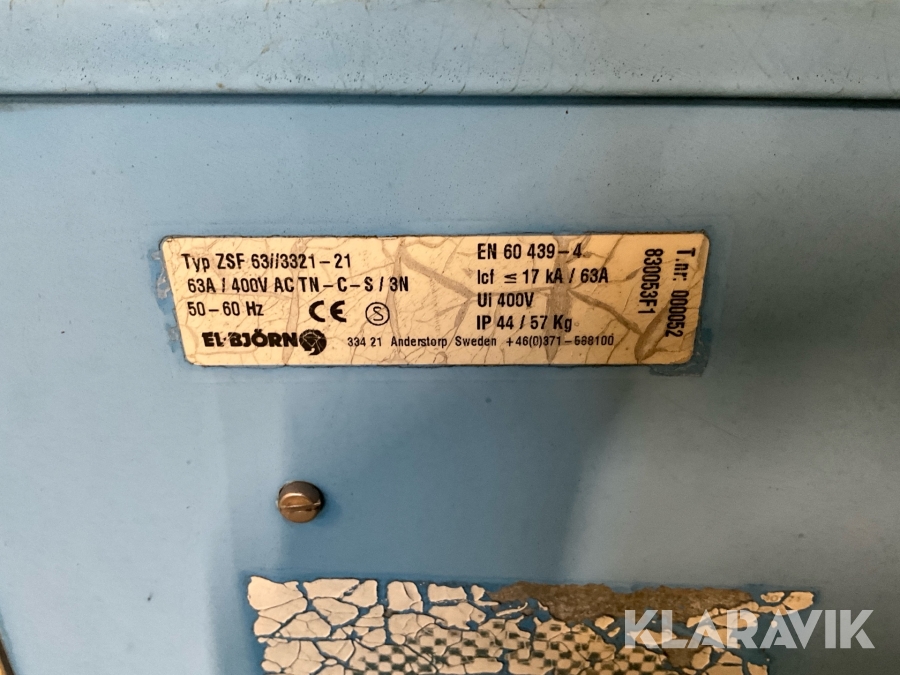 Typ ZSF 63//3321-21
63A / 400V AC TN-C-S / 3N
50-60 Hz CE S
EL·BJÖRN
EN 60 439-4
Icf ≤ 17 kA / 63A
Ui 400V
IP 44 / 57 Kg
334 21 Anderstorp Sweden +46(0)371-588100
T.nr: 000052
830053F1
KLARAVIK